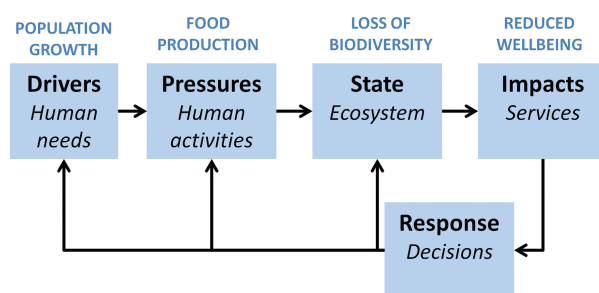 POPULATION
GROWTH
FOOD
PRODUCTION
LOSS OF
BIODIVERSITY
REDUCED
WELLBEING
Drivers
Human
needs
Pressures
Human
activities
State
Ecosystem
Impacts
Services
Response
Decisions